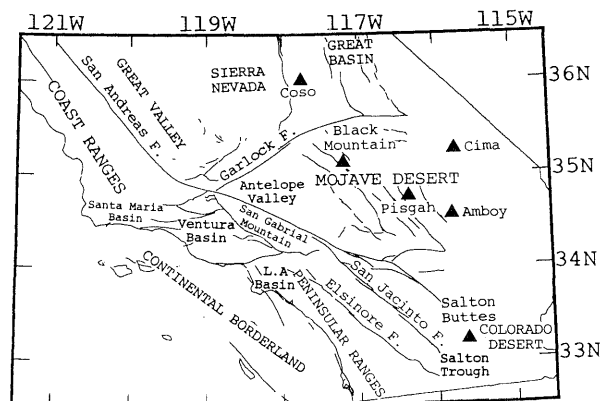 121W
119W
117W
115W
36N
35N
34N
33N
GREAT
BASIN
SIERRA
NEVADA
Coso
GREAT VALLEY
San Andreas F.
COAST RANGES
Garlock F.
Black
Mountain
Cima
MOJAVE DESERT
Antelope
Valley
Pisgah
Amboy
Santa Maria
Basin
Ventura
Basin
San Gabrial
Mountain
L.A
Basin
CONTINENTAL BORDERLAND
PENINSULAR RANGES
Elsinore F.
San Jacinto F.
Salton
Buttes
COLORADO
DESERT
Salton
Trough